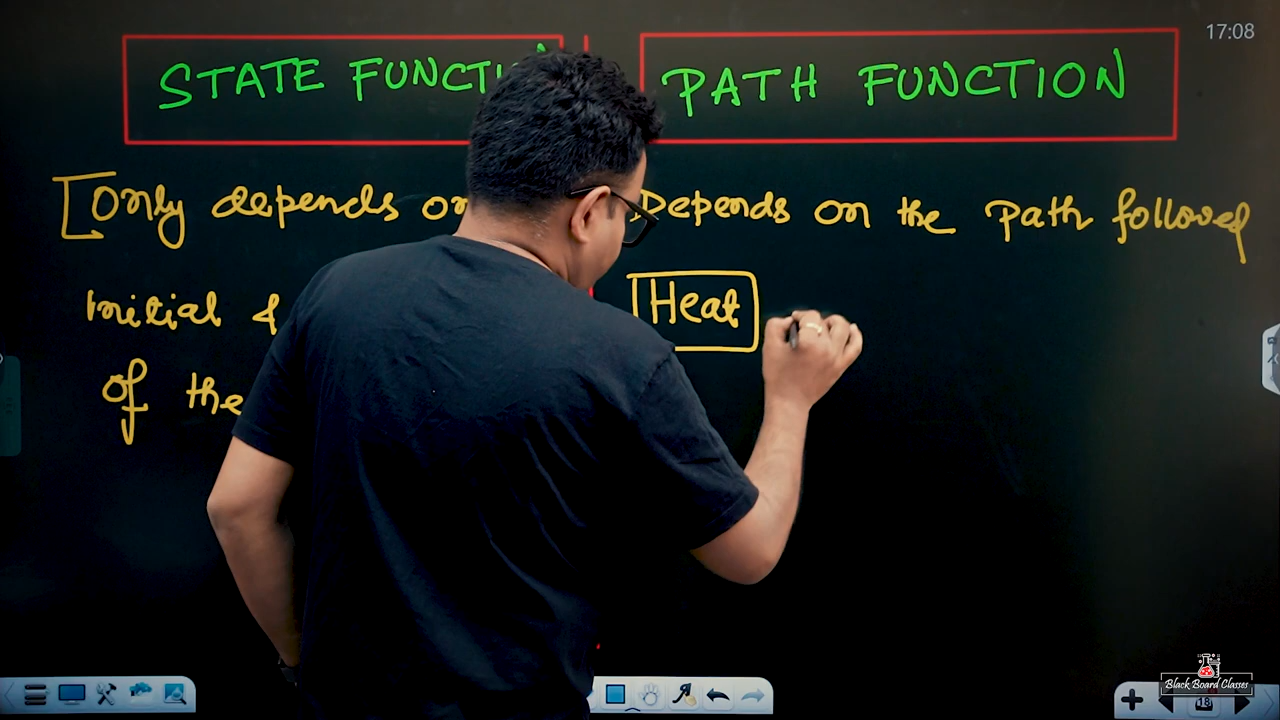 17:08
STATE FUNCTI
PATH FUNCTION
Only depends on
Initial &
of the
Depends on the Path followed
Heat
18
Black Board Classes